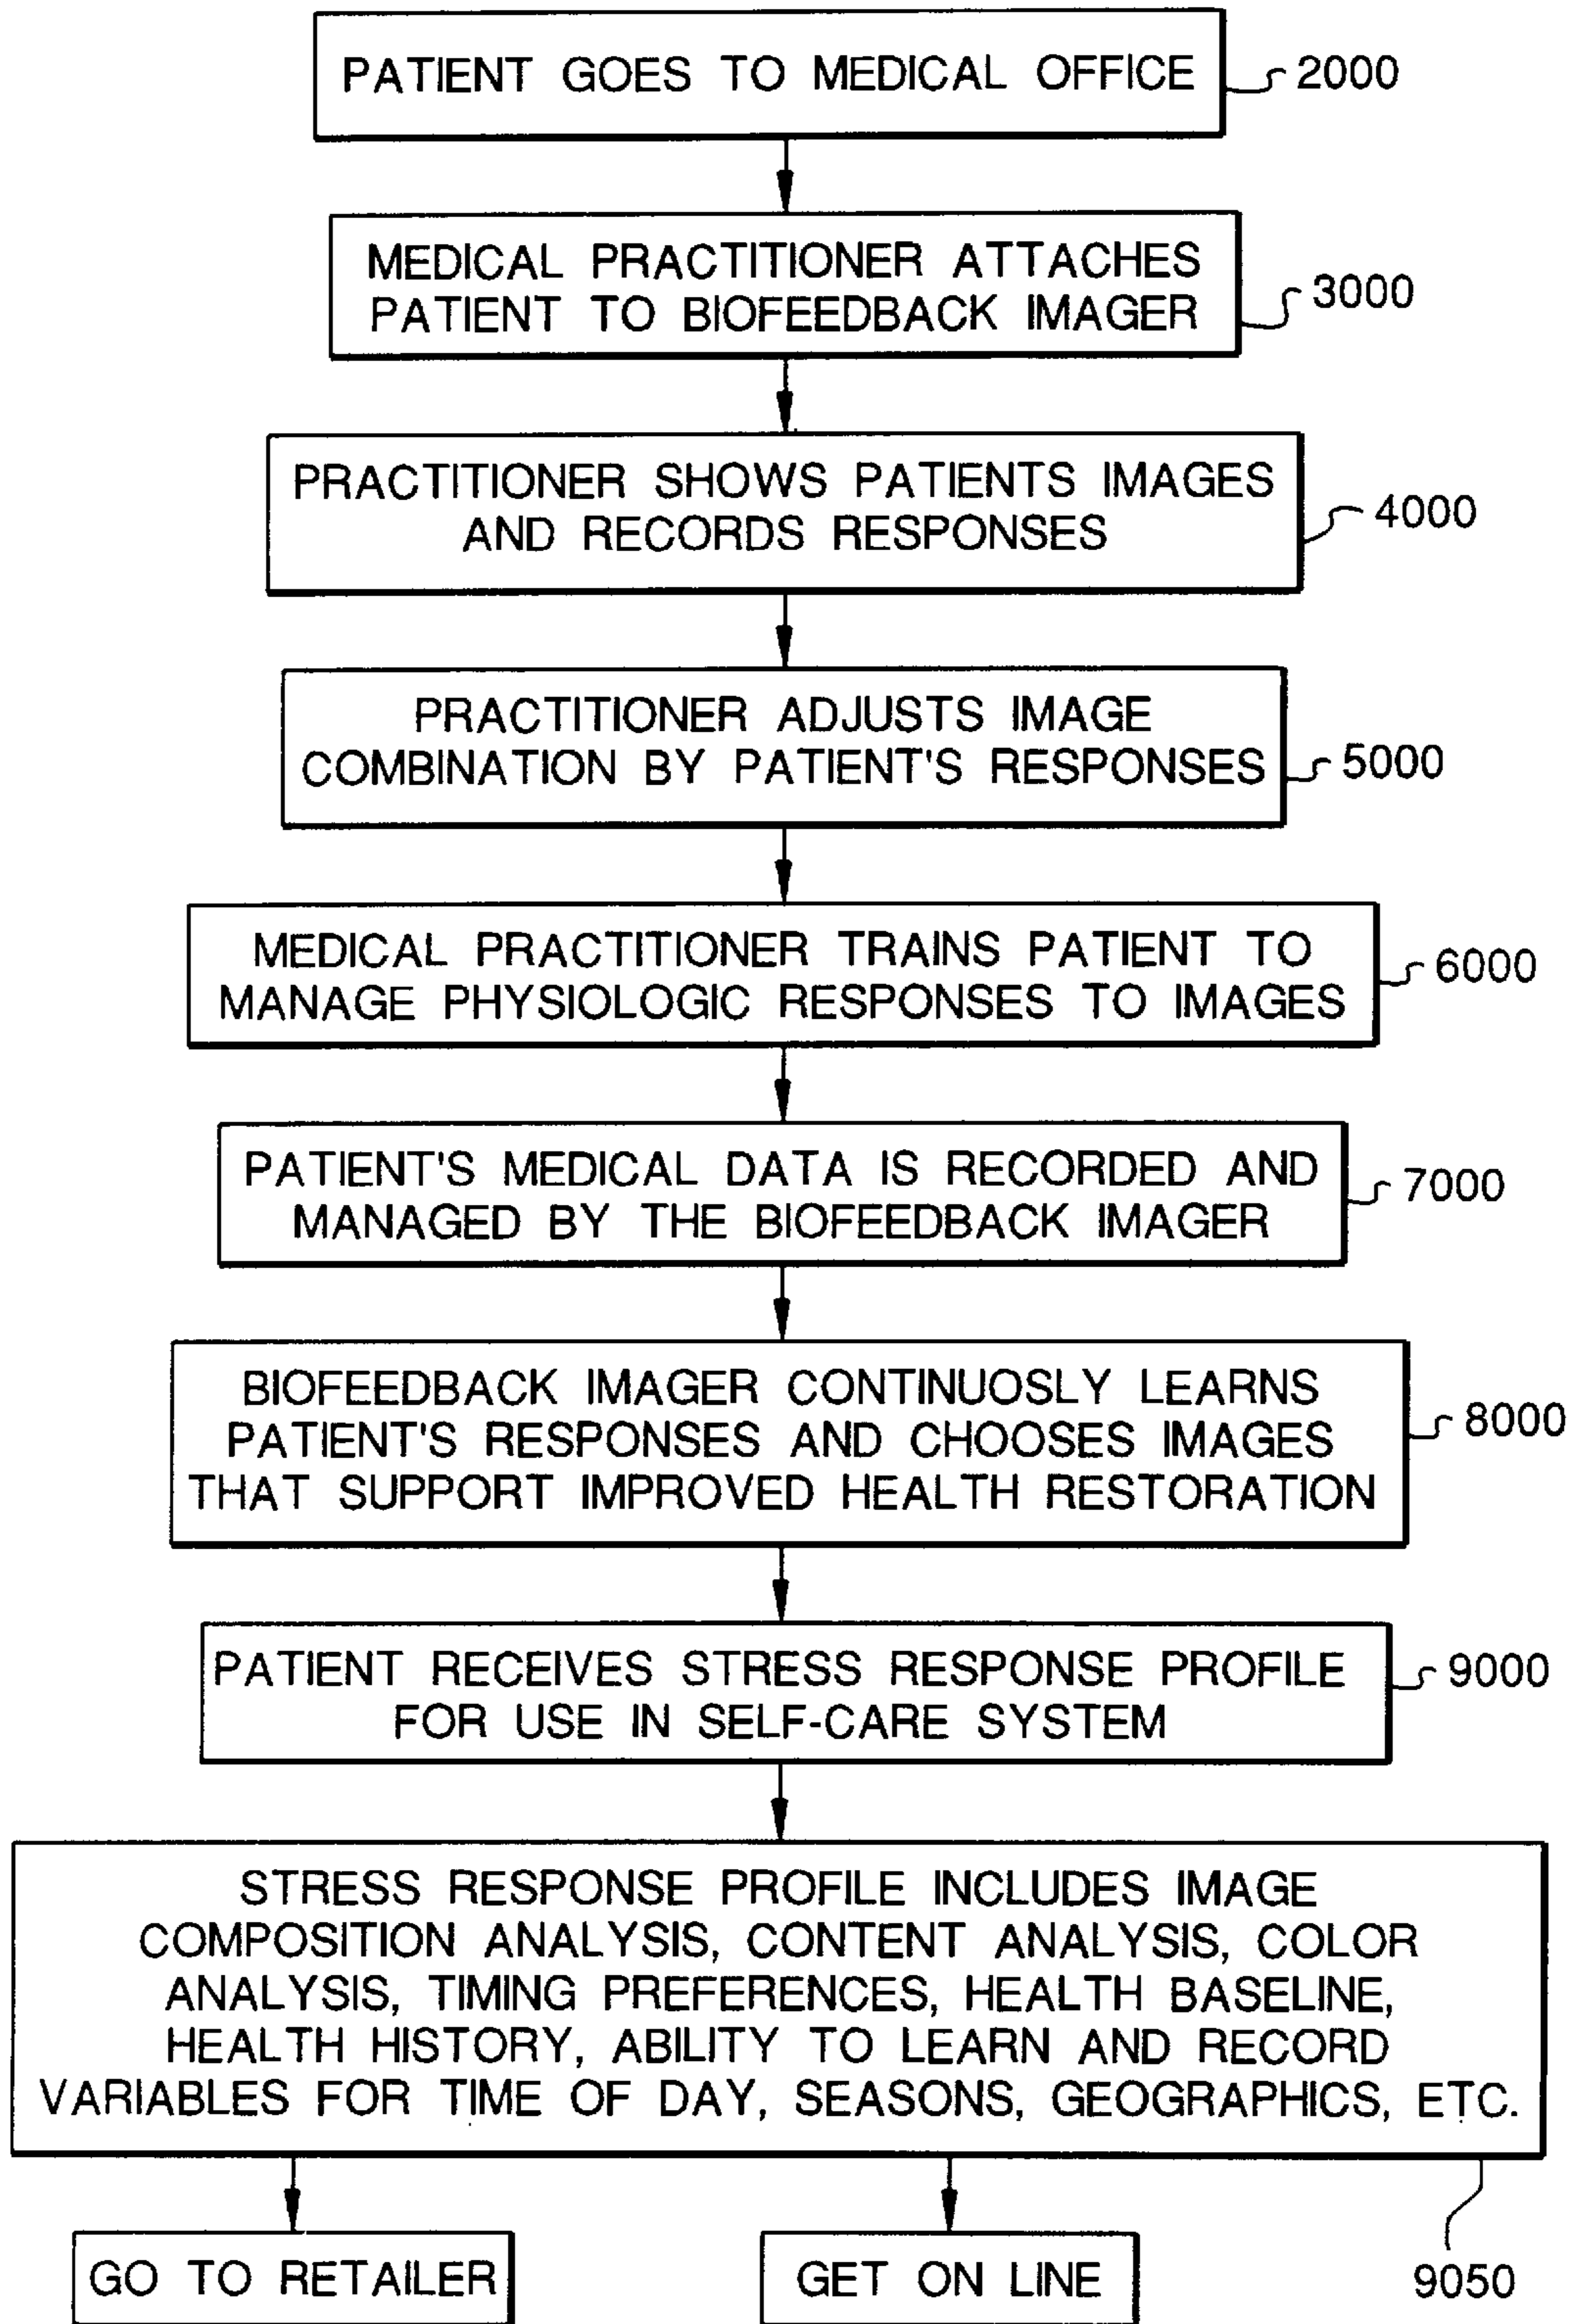 PATIENT GOES TO MEDICAL OFFICE
2000
MEDICAL PRACTITIONER ATTACHES
PATIENT TO BIOFEEDBACK IMAGER
3000
PRACTITIONER SHOWS PATIENTS IMAGES
AND RECORDS RESPONSES
4000
PRACTITIONER ADJUSTS IMAGE
COMBINATION BY PATIENT'S RESPONSES
5000
MEDICAL PRACTITIONER TRAINS PATIENT TO
MANAGE PHYSIOLOGIC RESPONSES TO IMAGES
6000
PATIENT'S MEDICAL DATA IS RECORDED AND
MANAGED BY THE BIOFEEDBACK IMAGER
7000
BIOFEEDBACK IMAGER CONTINUOSLY LEARNS
PATIENT'S RESPONSES AND CHOOSES IMAGES
THAT SUPPORT IMPROVED HEALTH RESTORATION
8000
PATIENT RECEIVES STRESS RESPONSE PROFILE
FOR USE IN SELF-CARE SYSTEM
9000
STRESS RESPONSE PROFILE INCLUDES IMAGE
COMPOSITION ANALYSIS, CONTENT ANALYSIS, COLOR
ANALYSIS, TIMING PREFERENCES, HEALTH BASELINE,
HEALTH HISTORY, ABILITY TO LEARN AND RECORD
VARIABLES FOR TIME OF DAY, SEASONS, GEOGRAPHICS, ETC.
GO TO RETAILER
GET ON LINE
9050